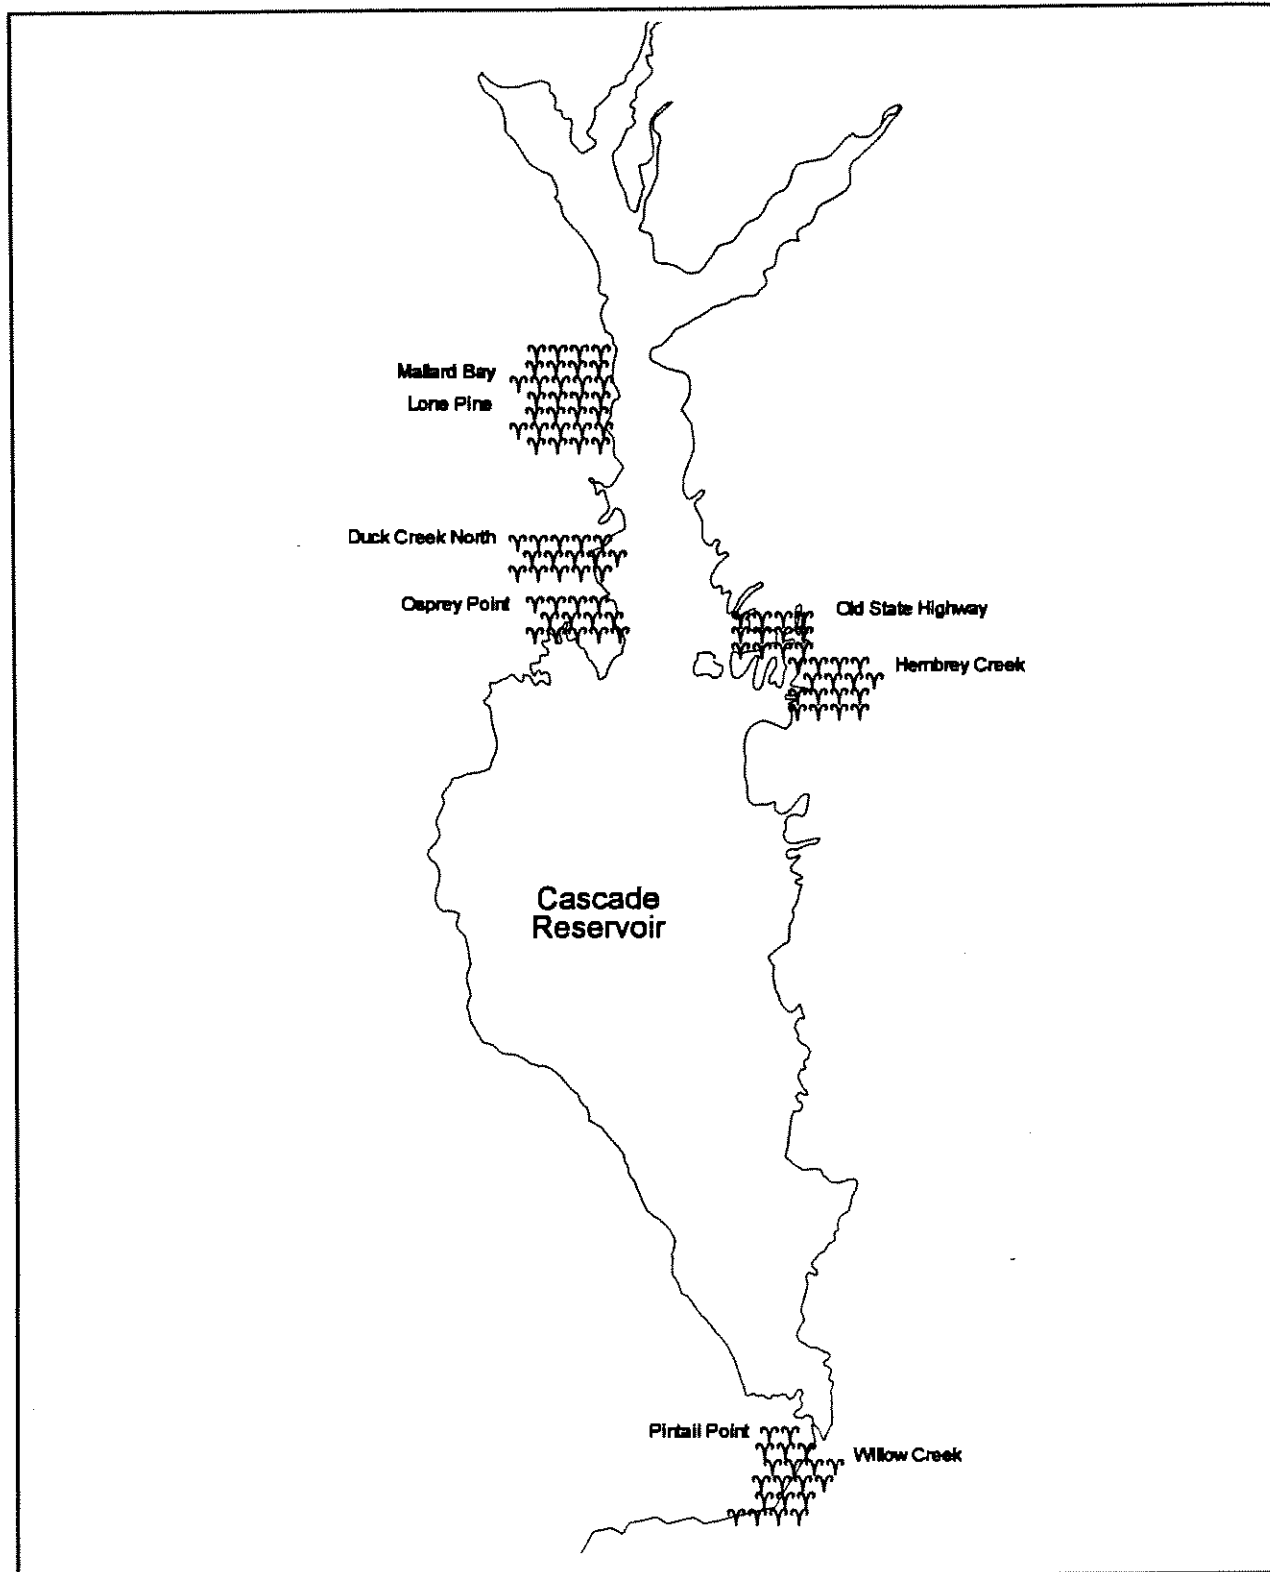 Mallard Bay
Lone Pine
Duck Creek North
Osprey Point
Old State Highway
Hembrey Creek
Cascade
Reservoir
Pintail Point
Willow Creek